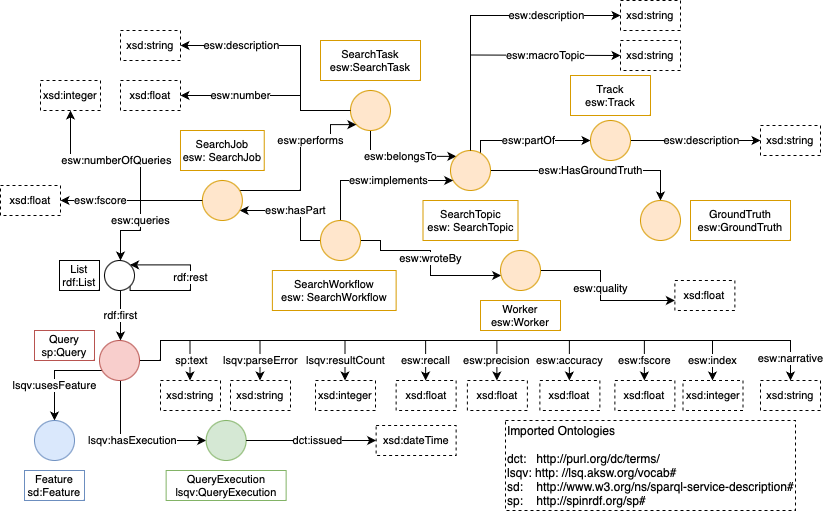 esw:description
xsd:string
esw:description
xsd:string
SearchTask
esw:SearchTask
esw:macroTopic
xsd:string
xsd:integer
xsd:float
esw:number
Track
esw:Track
SearchJob
esw: SearchJob
esw:performs
esw:partOf
esw:description
xsd:string
esw:numberOfQueries
esw:belongsTo
esw:HasGroundTruth
esw:implements
xsd:float
esw:fscore
esw:queries
esw:hasPart
SearchTopic
esw: SearchTopic
GroundTruth
esw:GroundTruth
List
rdf:List
rdf:rest
esw:wroteBy
SearchWorkflow
esw: SearchWorkflow
esw:quality
xsd:float
rdf:first
Worker
esw:Worker
Query
sp:Query
sp:text
lsqv:parseError
lsqv:resultCount
esw:recall
esw:precision
esw:accuracy
esw:fscore
esw:index
esw:narrative
lsqv:usesFeature
xsd:string
xsd:string
xsd:integer
xsd:float
xsd:float
xsd:float
xsd:float
xsd:integer
xsd:string
lsqv:hasExecution
dct:issued
xsd:dateTime
Feature
sd:Feature
QueryExecution
lsqv:QueryExecution
Imported Ontologies
dct: http://purl.org/dc/terms/
lsqv: http: //lsq.aksw.org/vocab#
sd: http://www.w3.org/ns/sparql-service-description#
sp: http://spinrdf.org/sp#